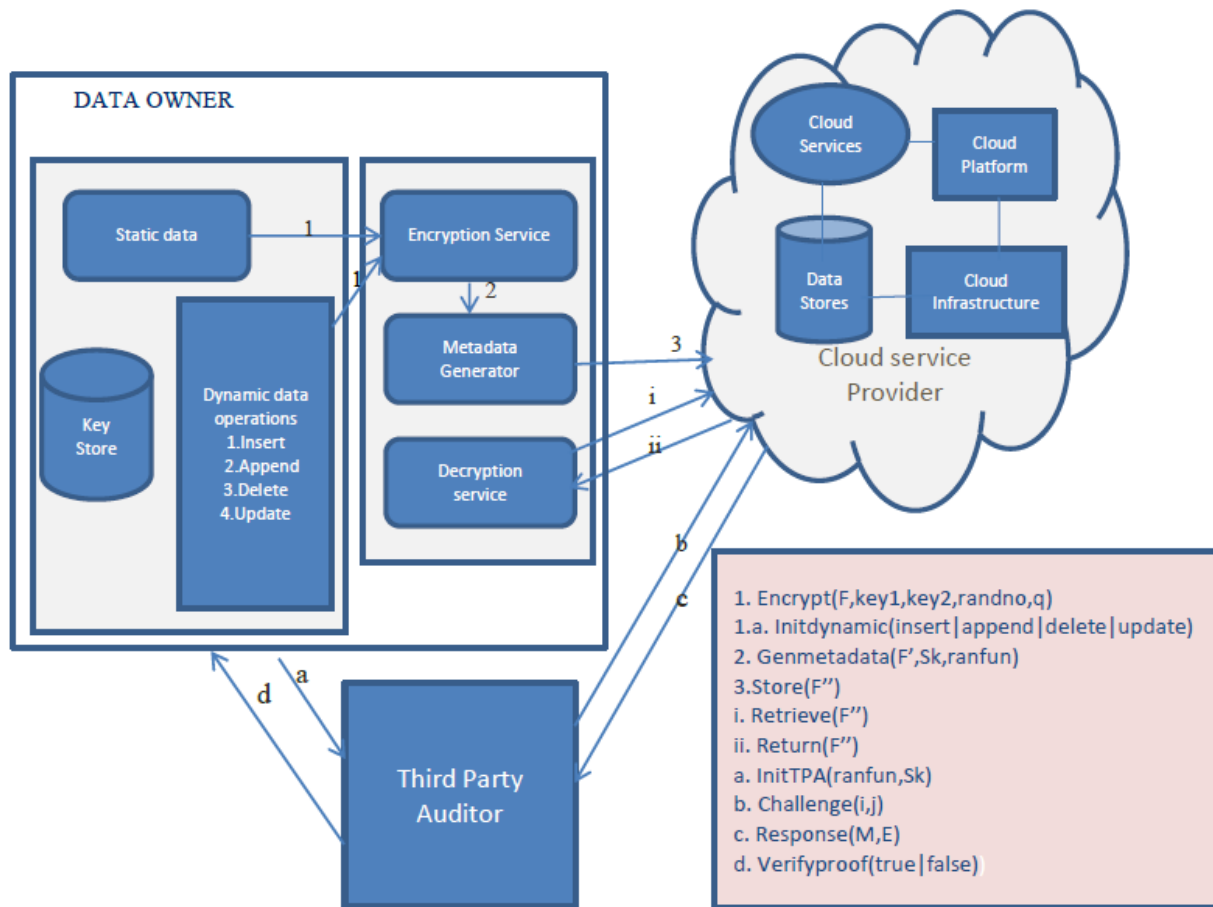 DATA OWNER
Static data
1
Encryption Service
1
2
Key
Store
Dynamic data
operations
1.Insert
2.Append
3.Delete
4.Update
Metadata
Generator
3
Decryption
service
i
ii
Cloud
Services
Cloud
Platform
Data
Stores
Cloud
Infrastructure
Cloud service
Provider
b
c
a
d
Third Party
Auditor
1. Encrypt(F,key1,key2,randno,q)
1.a. Initdynamic(insert|append|delete|update)
2. Genmetadata(F’,Sk,ranfun)
3.Store(F’’)
i. Retrieve(F’’)
ii. Return(F’’)
a. InitTPA(ranfun,Sk)
b. Challenge(i,j)
c. Response(M,E)
d. Verifyproof(true|false))